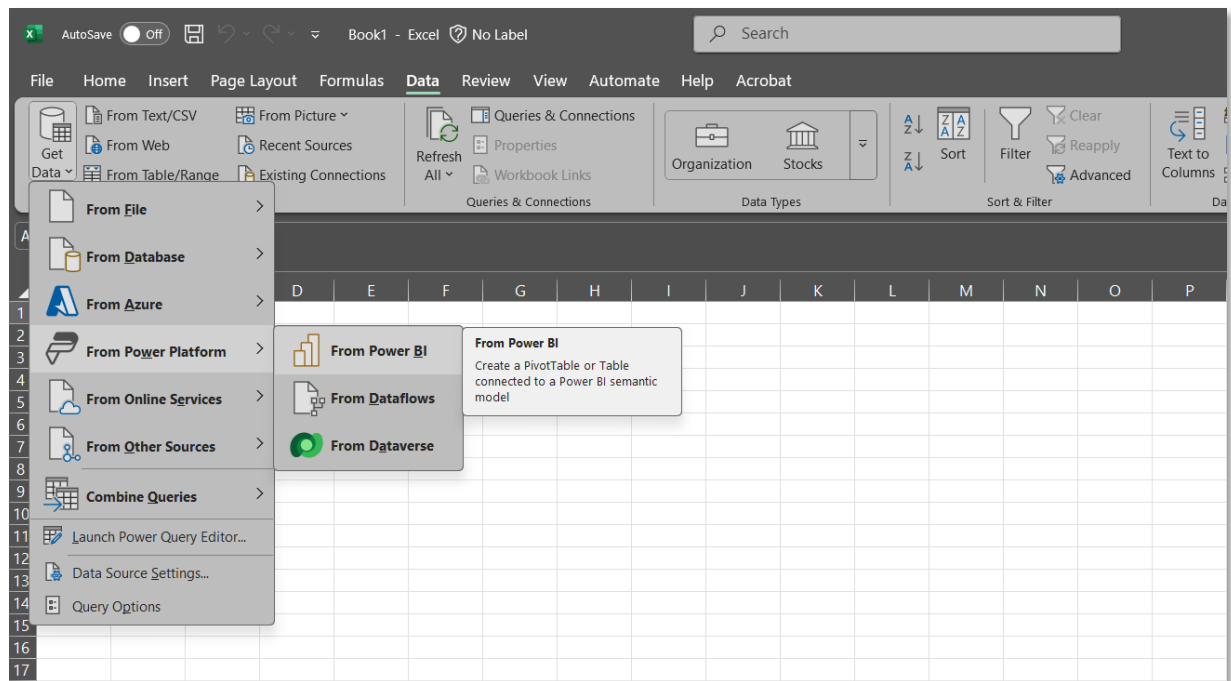 AutoSave Off Book1 - Excel No Label Search
File Home Insert Page Layout Formulas Data Review View Automate Help Acrobat
Get Data
From Text/CSV
From Web
From Table/Range
From Picture
Recent Sources
Existing Connections
Refresh All
Queries & Connections
Properties
Workbook Links
Queries & Connections
Organization
Stocks
Data Types
Sort
Filter
Clear
Reapply
Advanced
Sort & Filter
Text to
Columns
From File
From Database
From Azure
From Power Platform
From Online Services
From Other Sources
Combine Queries
Launch Power Query Editor...
Data Source Settings...
Query Options
From Power BI
From Dataflows
From Dataverse
From Power BI
Create a PivotTable or Table
connected to a Power BI semantic
model
D E F G H I J K L M N O P
1
2
3
4
5
6
7
8
9
10
11
12
13
14
15
16
17